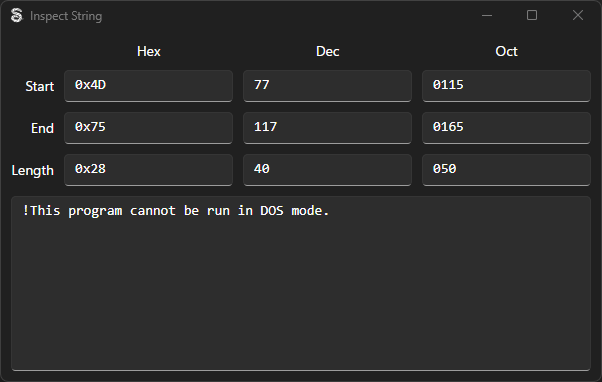 Inspect String
Hex Dec Oct
Start 0x4D 77 0115
End 0x75 117 0165
Length 0x28 40 050
!This program cannot be run in DOS mode.